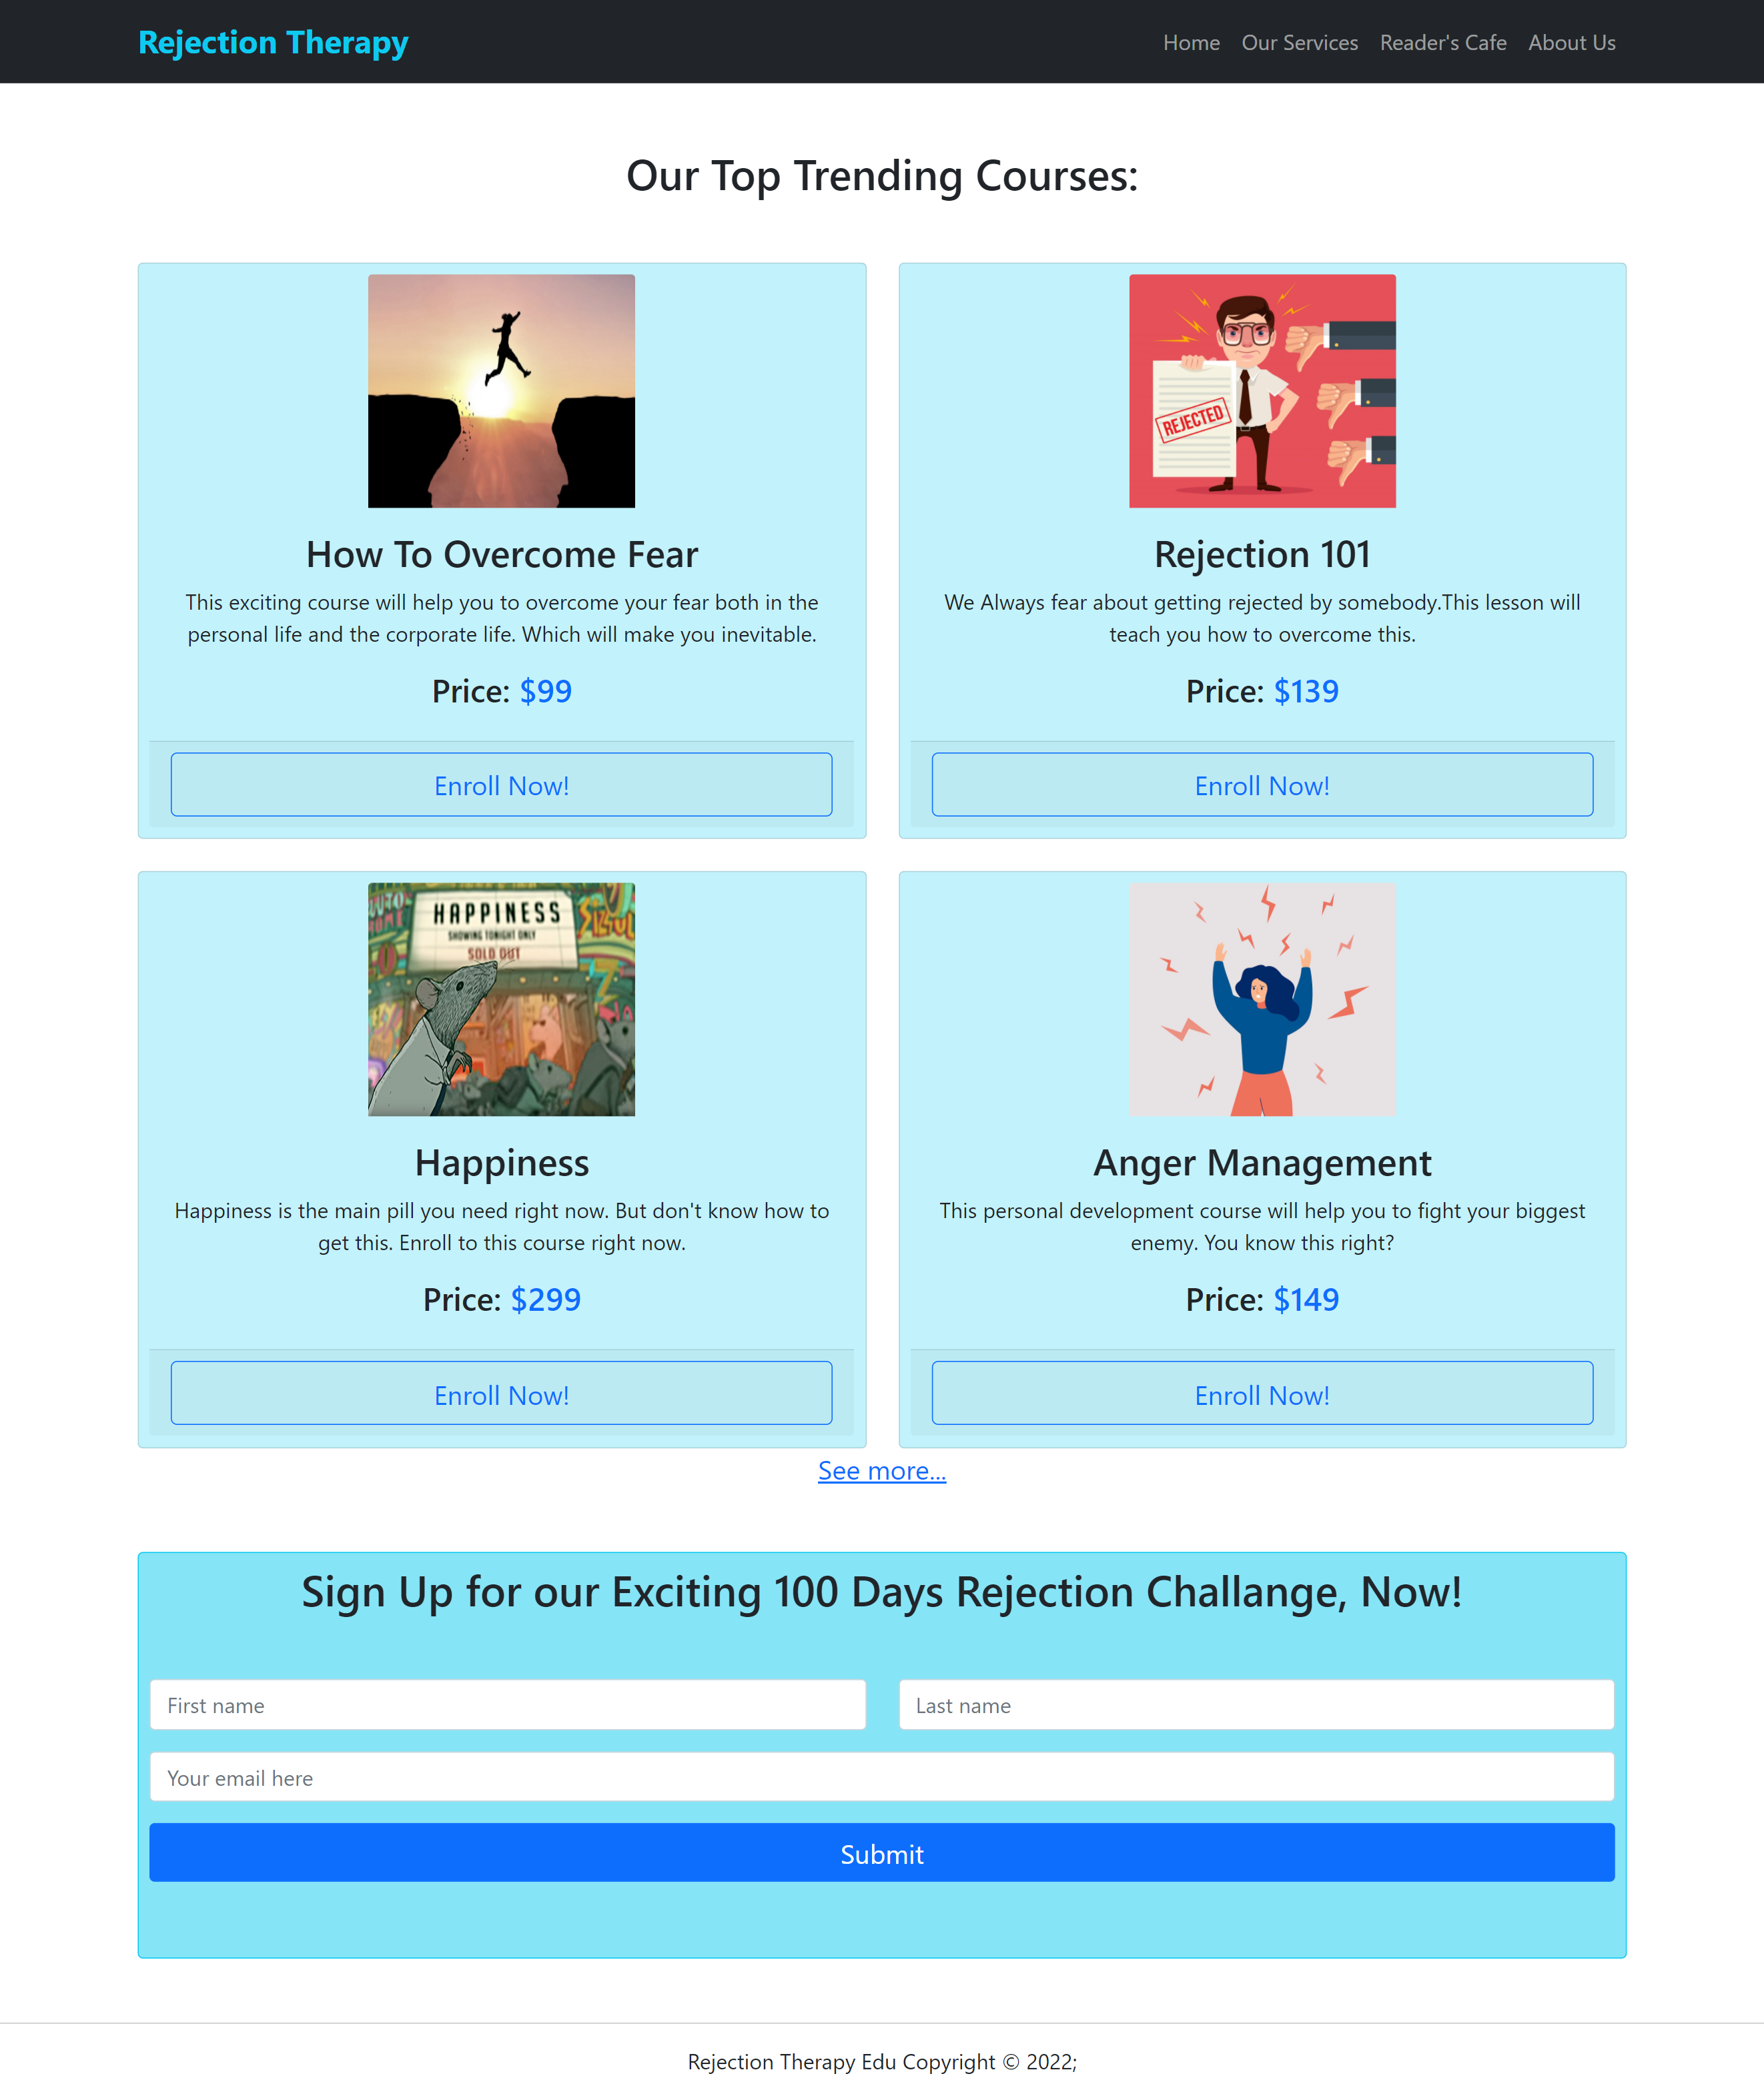 Rejection Therapy
Home Our Services Reader's Cafe About Us
Our Top Trending Courses:
REJECTED
How To Overcome Fear
This exciting course will help you to overcome your fear both in the
personal life and the corporate life. Which will make you inevitable.
Price: $99
Enroll Now!
Rejection 101
We Always fear about getting rejected by somebody.This lesson will
teach you how to overcome this.
Price: $139
Enroll Now!
HAPPINESS
SHOWING TONIGHT ONLY
SOLD OUT
Happiness
Happiness is the main pill you need right now. But don't know how to
get this. Enroll to this course right now.
Price: $299
Enroll Now!
Anger Management
This personal development course will help you to fight your biggest
enemy. You know this right?
Price: $149
Enroll Now!
See more...
Sign Up for our Exciting 100 Days Rejection Challange, Now!
First name
Last name
Your email here
Submit
Rejection Therapy Edu Copyright © 2022;